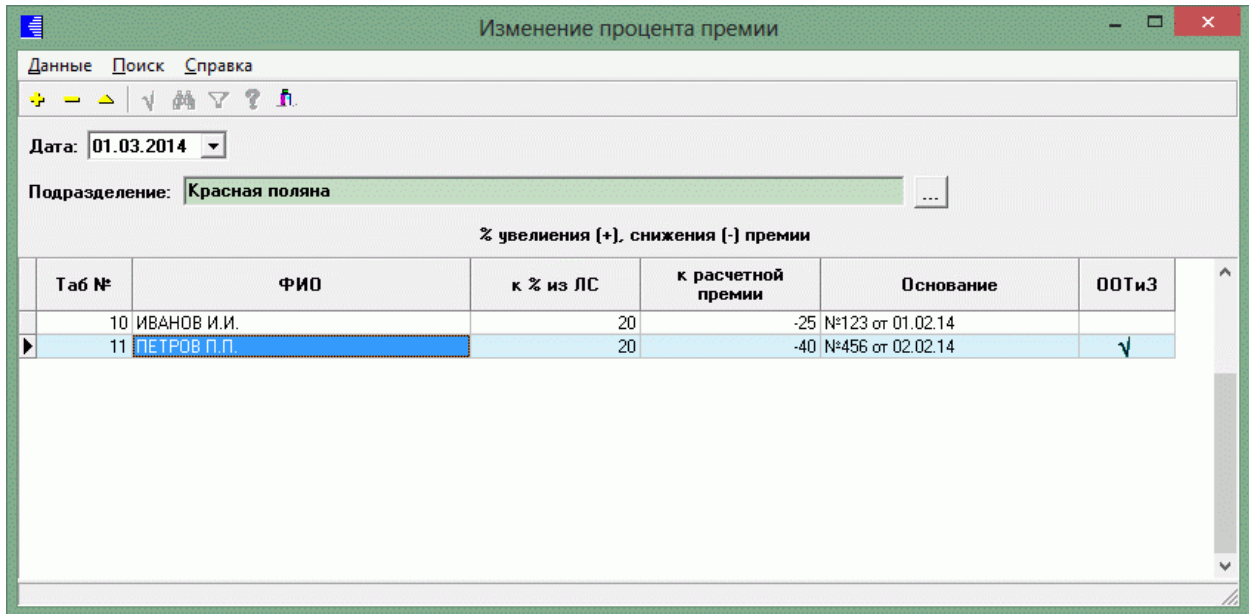 Изменение процента премии
Данные Поиск Справка
Дата: 01.03.2014
Подразделение: Красная поляна ...
% увелиения (+), снижения (-) премии
Таб № ФИО к % из ЛС к расчетной премии Основание ООТиЗ
10 ИВАНОВ И.И. 20 -25 №123 от 01.02.14
11 ПЕТРОВ П.П. 20 -40 №456 от 02.02.14 √